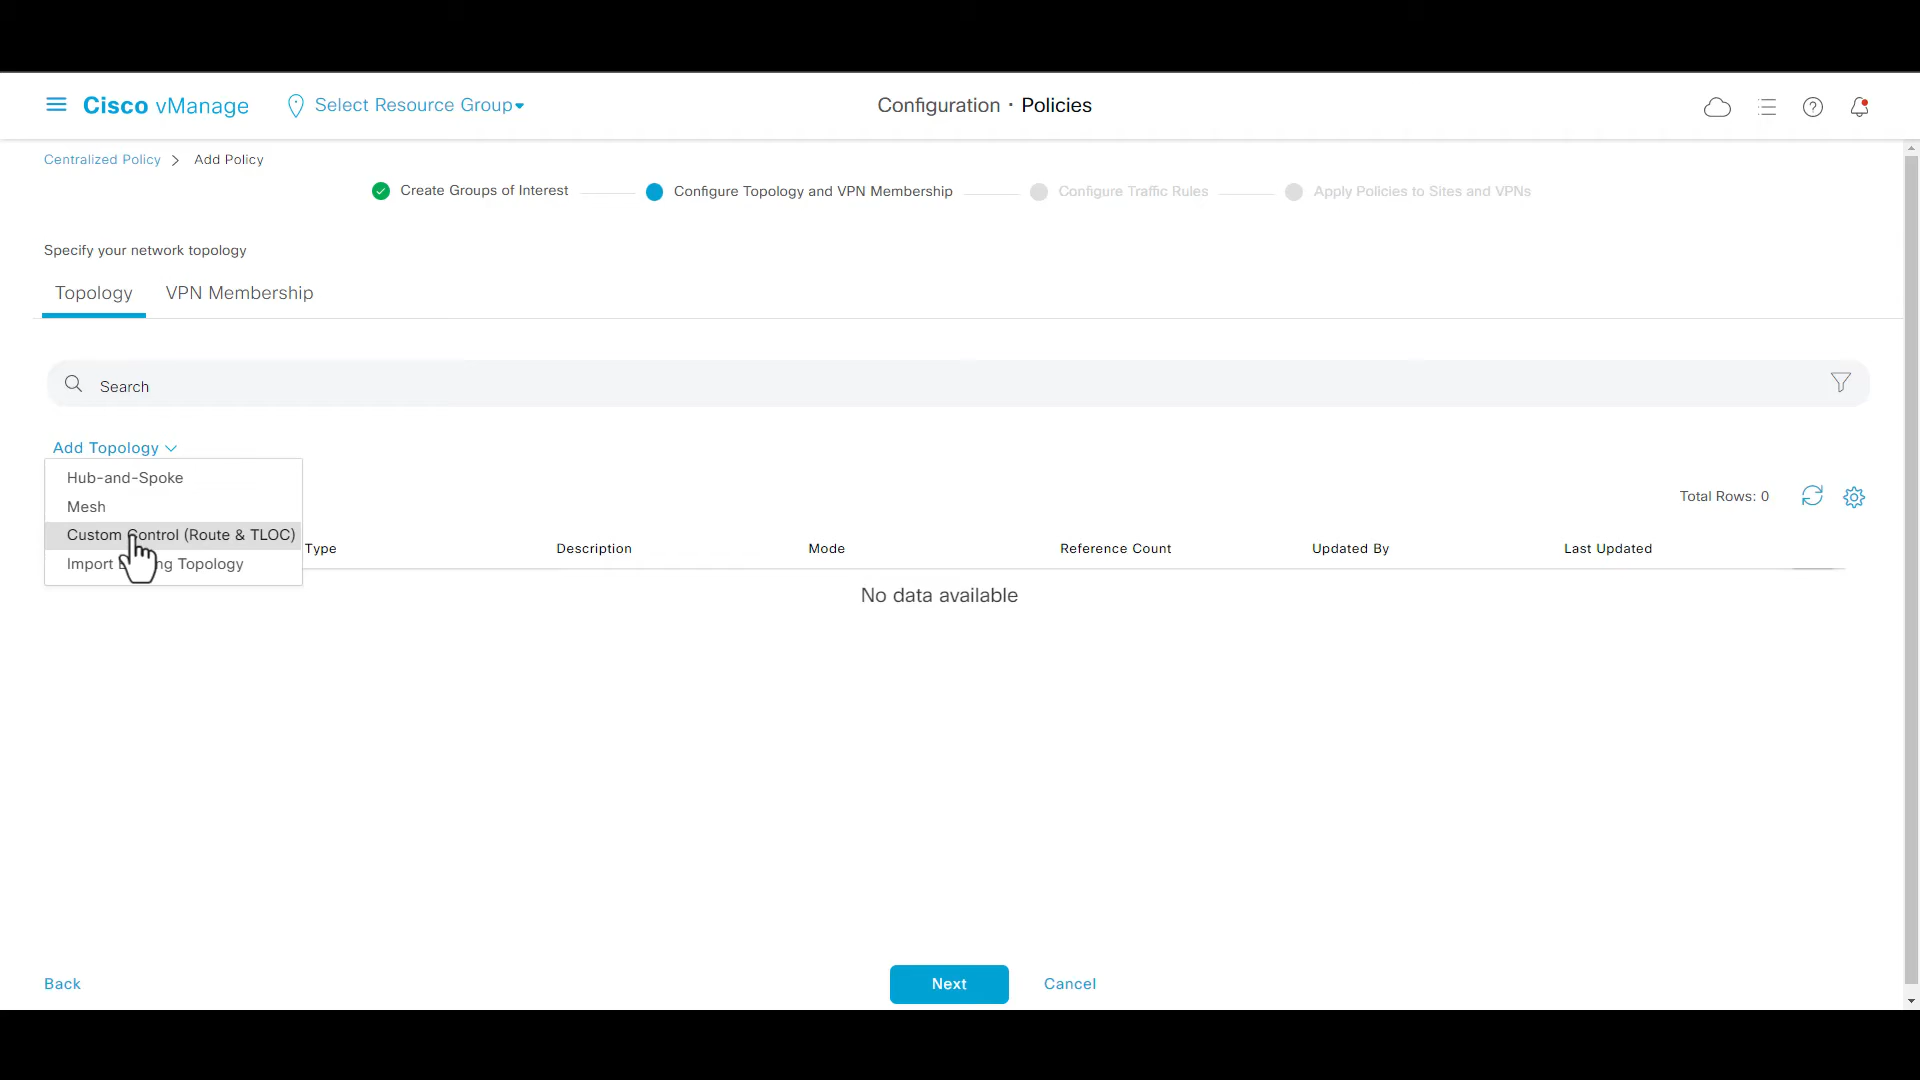 Cisco vManage
Select Resource Group
Configuration · Policies
Centralized Policy > Add Policy
Create Groups of Interest
Configure Topology and VPN Membership
Configure Traffic Rules
Apply Policies to Sites and VPNs
Specify your network topology
Topology
VPN Membership
Search
Add Topology
Hub-and-Spoke
Mesh
Custom Control (Route & TLOC)
Import Topology
Total Rows: 0
Type
Description
Mode
Reference Count
Updated By
Last Updated
No data available
Back
Next
Cancel